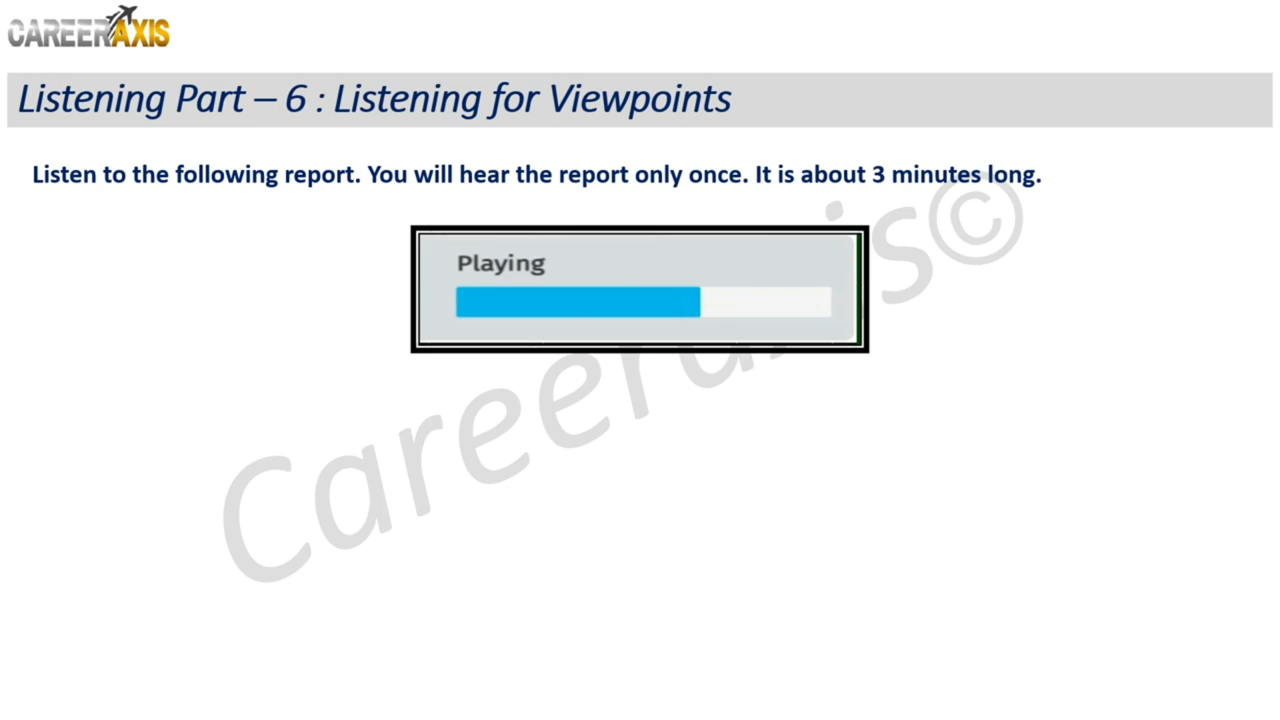 CAREERAXIS
Listening Part – 6 : Listening for Viewpoints
Listen to the following report. You will hear the report only once. It is about 3 minutes long.
Playing
Careeraxis©